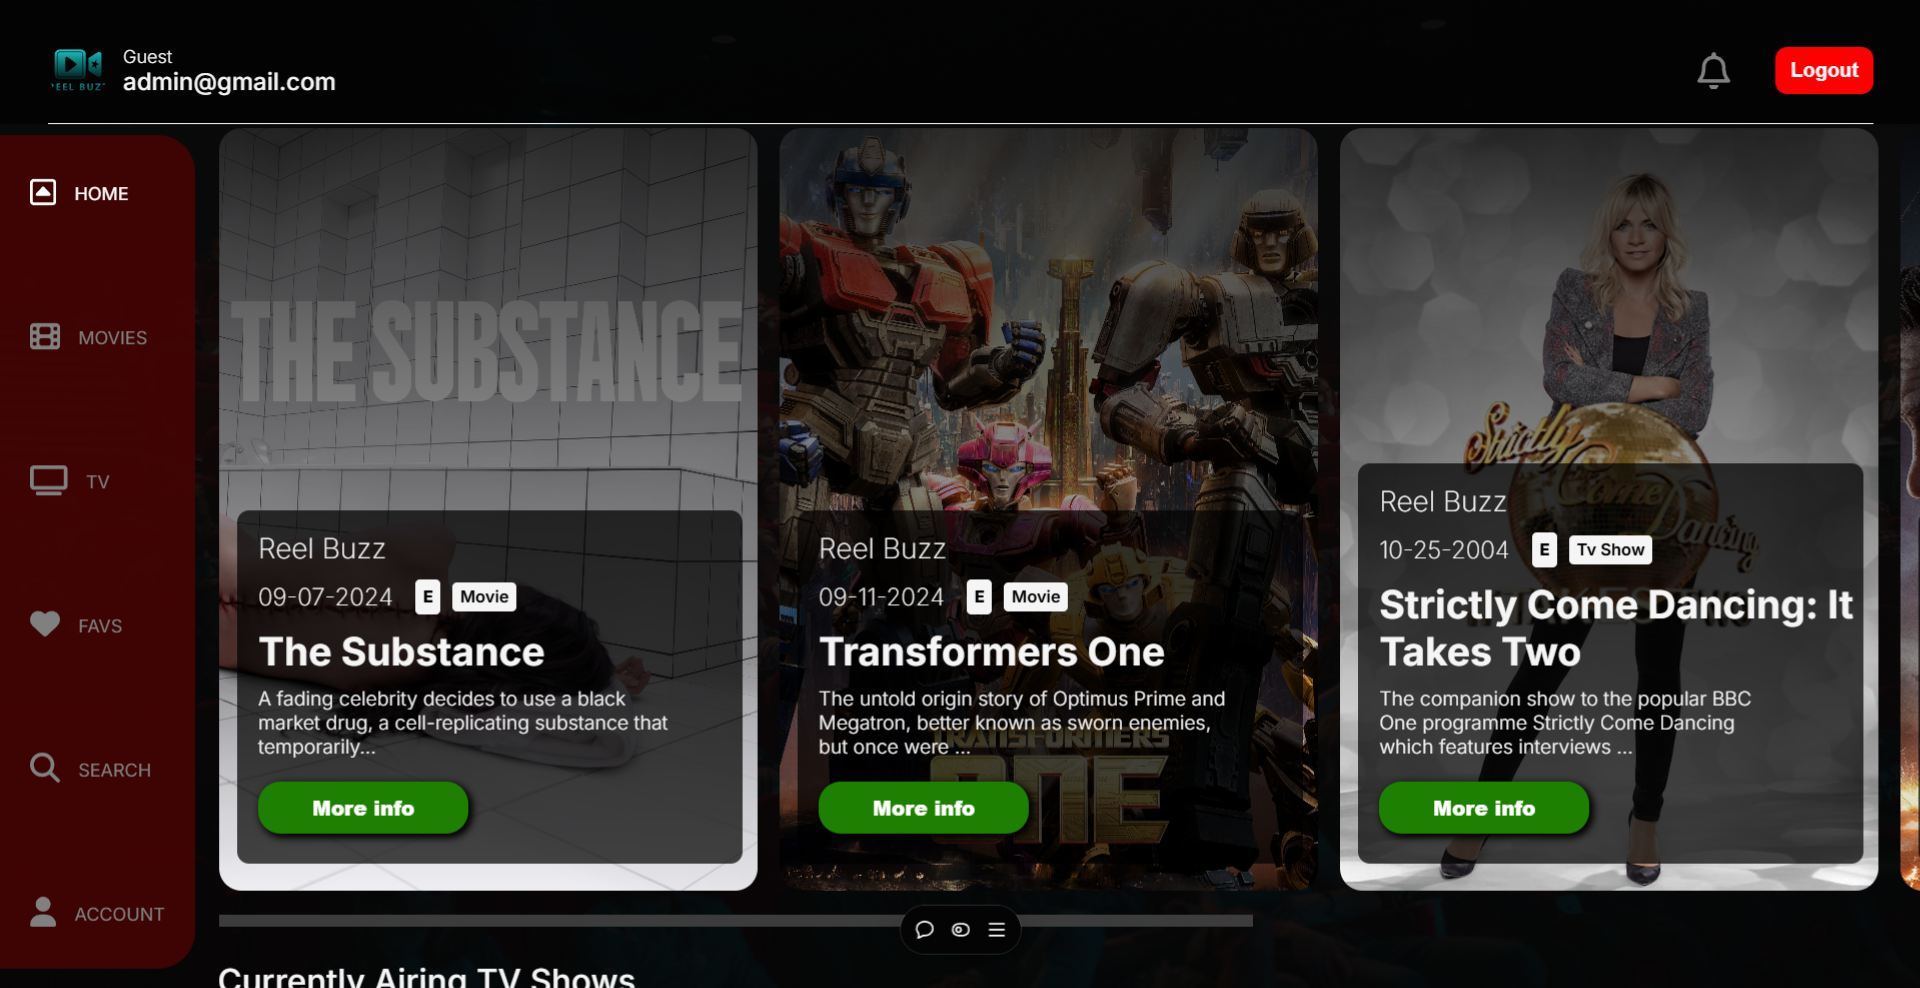 Guest
admin@gmail.com
REEL BUZZ
Logout
HOME
MOVIES
TV
FAVS
SEARCH
ACCOUNT
THE SUBSTANCE
Reel Buzz
09-07-2024 E Movie
The Substance
A fading celebrity decides to use a black
market drug, a cell-replicating substance that
temporarily...
More info
Reel Buzz
09-11-2024 E Movie
Transformers One
The untold origin story of Optimus Prime and
Megatron, better known as sworn enemies,
but once were ...
TRANSFORMERS
ONE
More info
Strictly
Come
Dancing
Reel Buzz
10-25-2004 E Tv Show
Strictly Come Dancing: It
Takes Two
The companion show to the popular BBC
One programme Strictly Come Dancing
which features interviews ...
More info
Currently Airing TV Shows